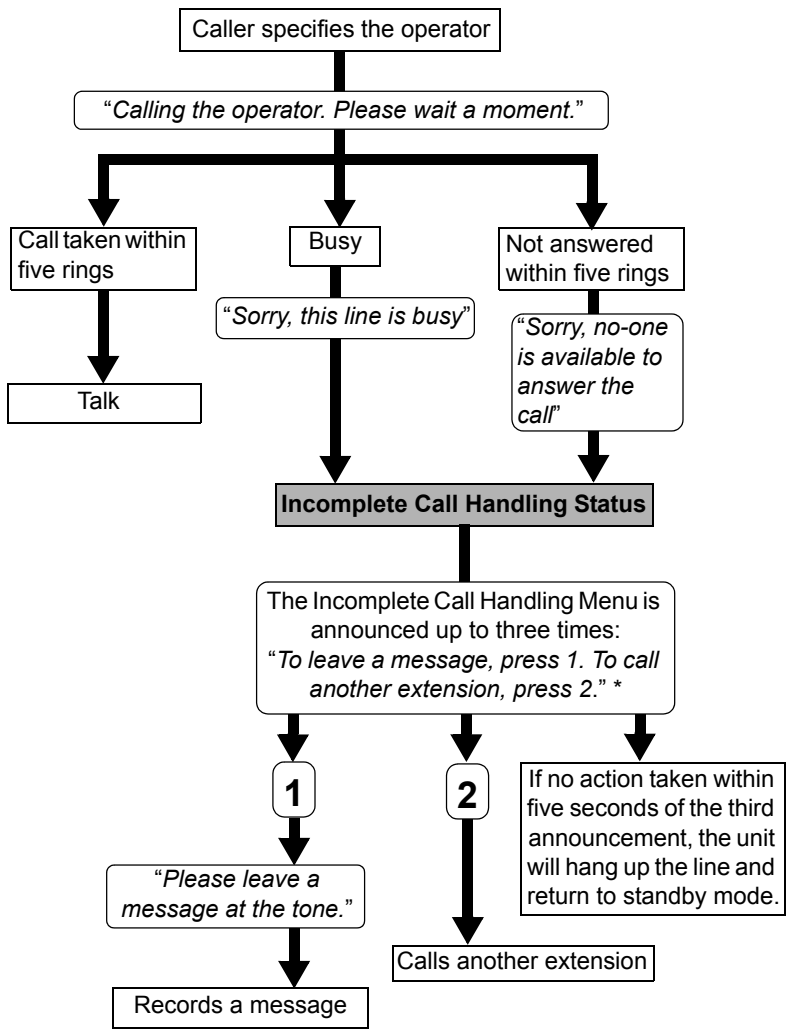 Caller specifies the operator
“Calling the operator. Please wait a moment.”
Call taken within
five rings
Busy
Not answered
within five rings
“Sorry, this line is busy”
“Sorry, no-one
is available to
answer the
call”
Talk
Incomplete Call Handling Status
The Incomplete Call Handling Menu is
announced up to three times:
“To leave a message, press 1. To call
another extension, press 2.” *
1
2
If no action taken within
five seconds of the third
announcement, the unit
will hang up the line and
return to standby mode.
“Please leave a
message at the tone.”
Calls another extension
Records a message